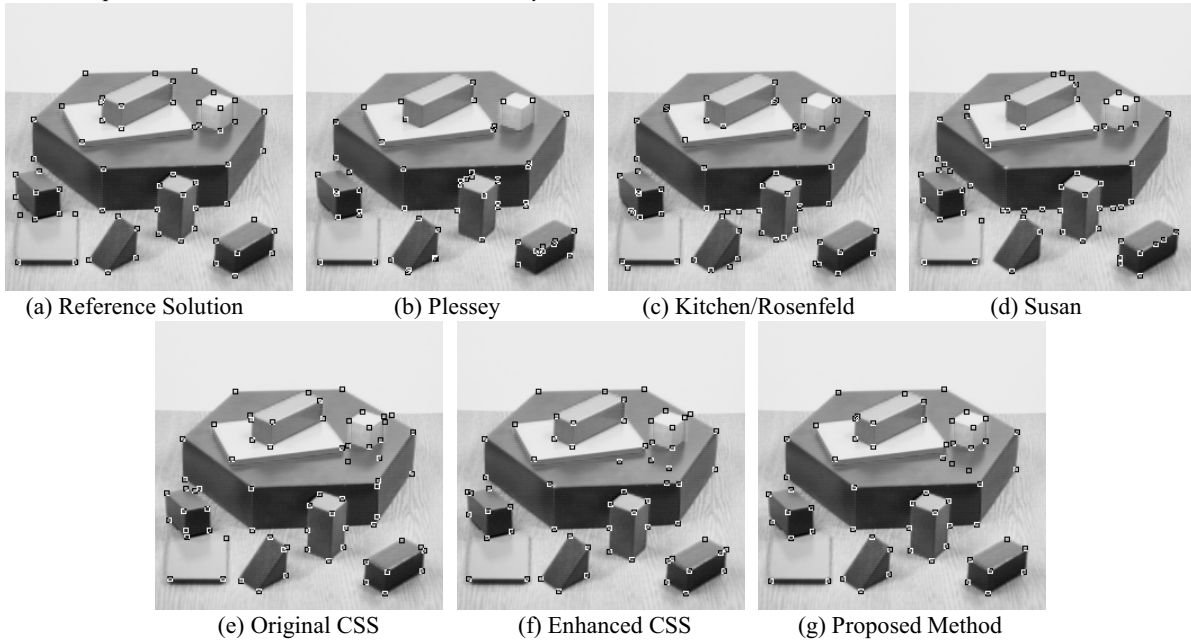 (a) Reference Solution
(b) Plessey
(c) Kitchen/Rosenfeld
(d) Susan
(e) Original CSS
(f) Enhanced CSS
(g) Proposed Method